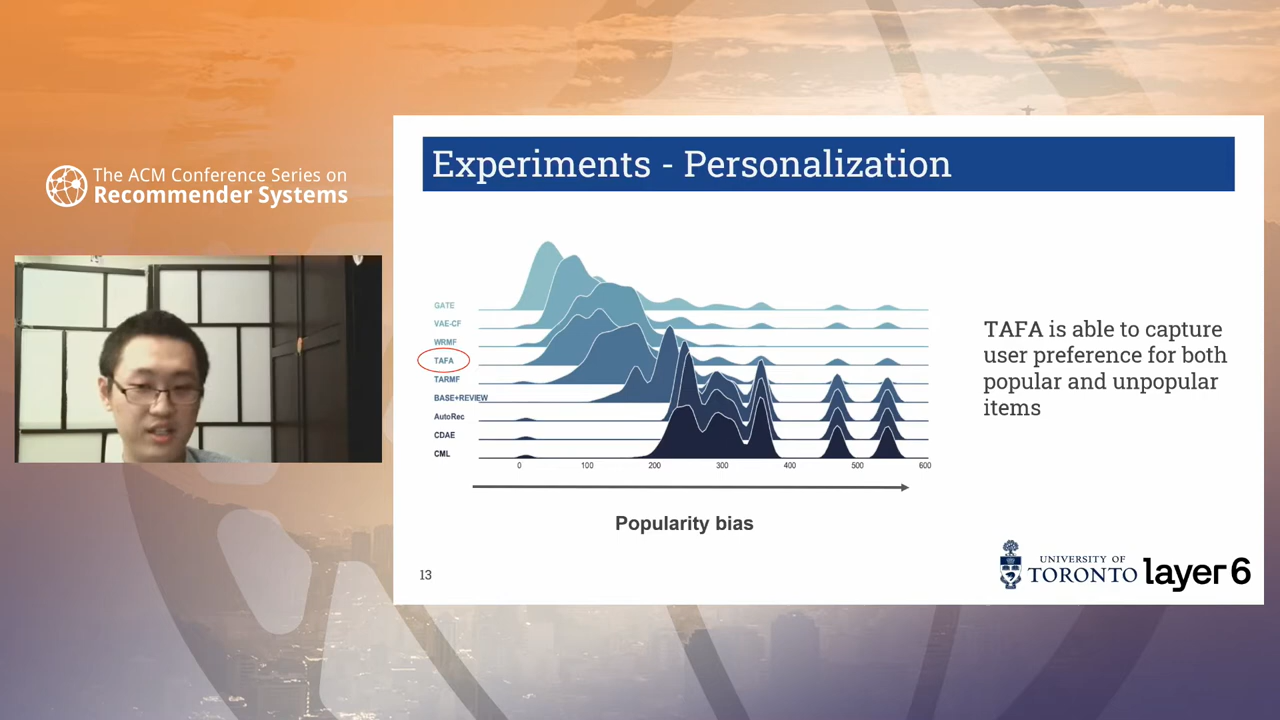 The ACM Conference Series on
Recommender Systems
Experiments - Personalization
GATE
VAE-CF
WRMF
TAFA
TARMF
BASE+REVIEW
AutoRec
CDAE
CML
0 100 200 300 400 500 600
Popularity bias
TAFA is able to capture
user preference for both
popular and unpopular
items
13
UNIVERSITY OF
TORONTO
layer 6